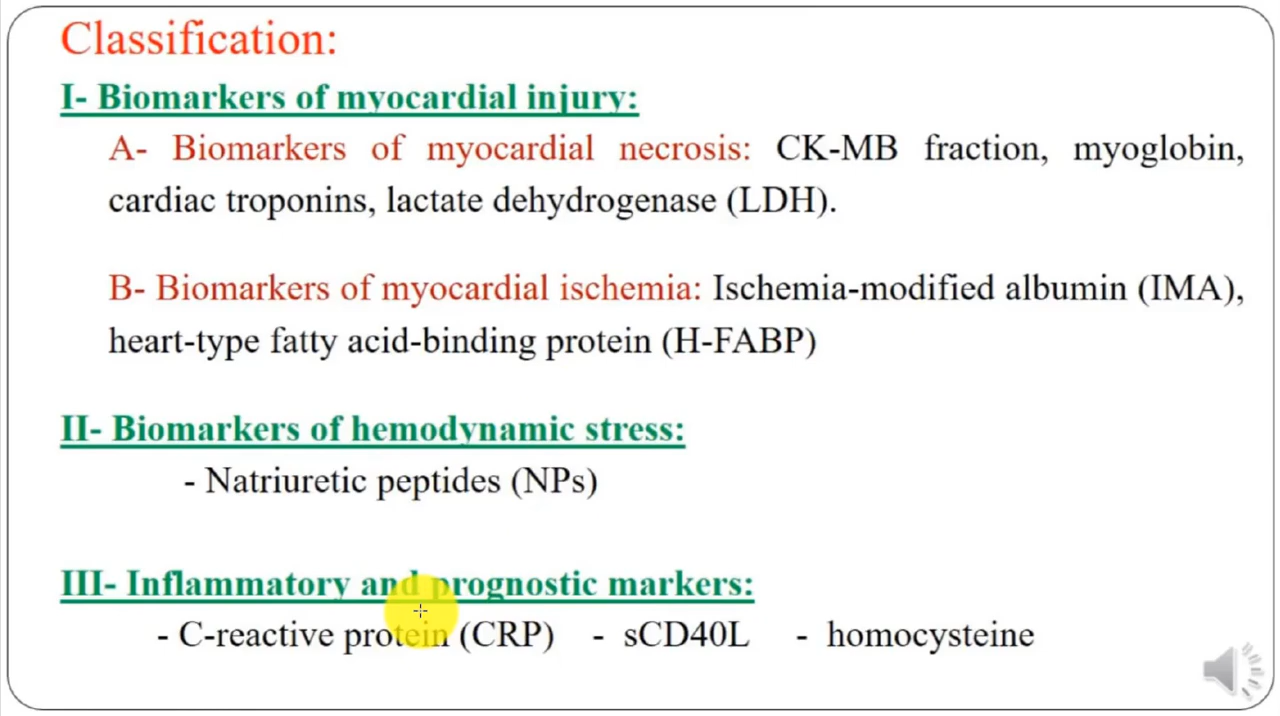 Classification:
I- Biomarkers of myocardial injury:
A- Biomarkers of myocardial necrosis: CK-MB fraction, myoglobin,
cardiac troponins, lactate dehydrogenase (LDH).
B- Biomarkers of myocardial ischemia: Ischemia-modified albumin (IMA),
heart-type fatty acid-binding protein (H-FABP)
II- Biomarkers of hemodynamic stress:
- Natriuretic peptides (NPs)
III- Inflammatory and prognostic markers:
- C-reactive protein (CRP) - sCD40L - homocysteine